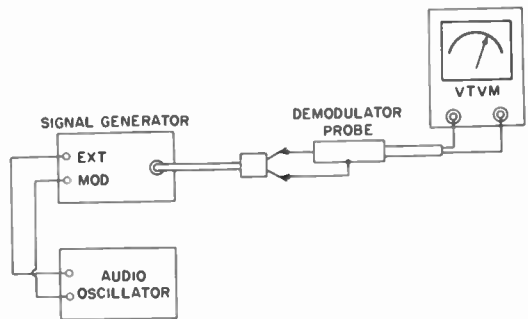 VTVM
DEMODULATOR
PROBE
SIGNAL GENERATOR
EXT
MOD
AUDIO
OSCILLATOR